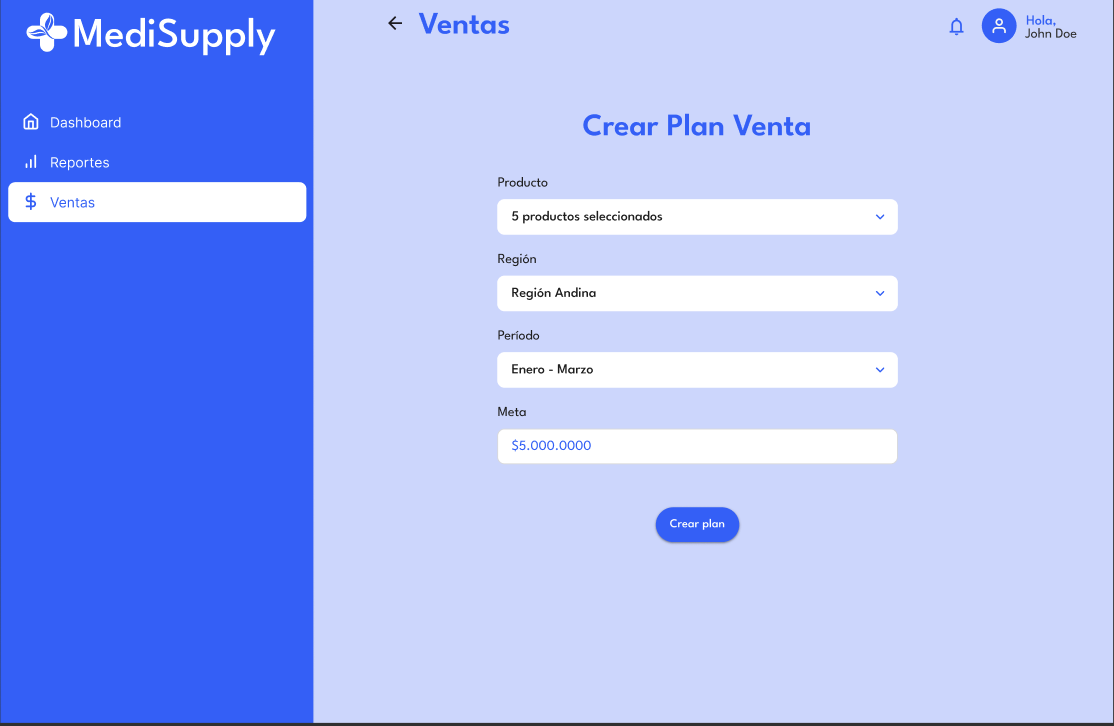 MediSupply
Dashboard
Reportes
Ventas
Ventas
Hola,
John Doe
Crear Plan Venta
Producto
5 productos seleccionados
Región
Región Andina
Período
Enero - Marzo
Meta
$5.000.0000
Crear plan